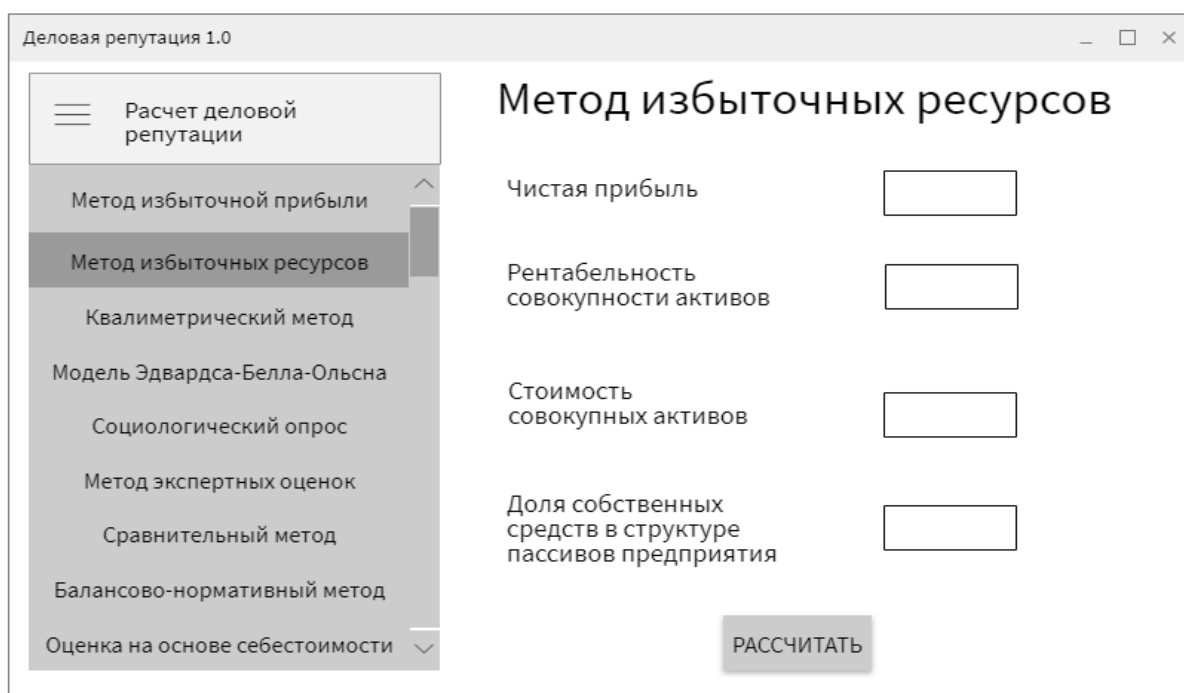 Деловая репутация 1.0
Расчет деловой
репутации
Метод избыточной прибыли
Метод избыточных ресурсов
Квалиметрический метод
Модель Эдвардса-Белла-Ольсна
Социологический опрос
Метод экспертных оценок
Сравнительный метод
Балансово-нормативный метод
Оценка на основе себестоимости
Метод избыточных ресурсов
Чистая прибыль
Рентабельность
совокупности активов
Стоимость
совокупных активов
Доля собственных
средств в структуре
пассивов предприятия
РАССЧИТАТЬ